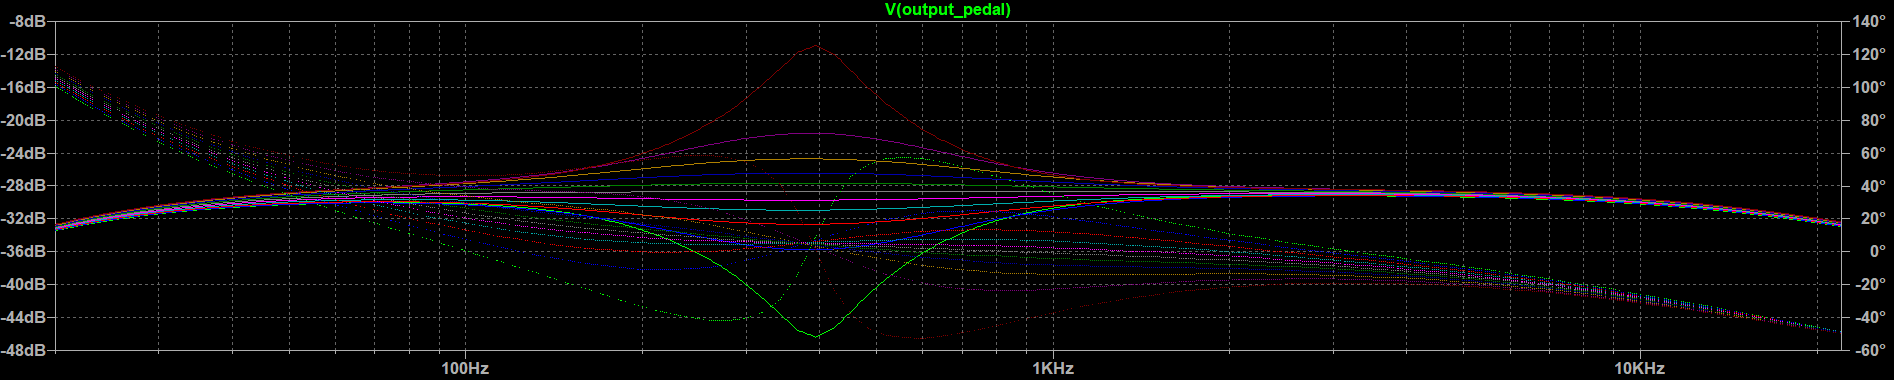 V(output_pedal)
-8dB 140°
-12dB 120°
-16dB 100°
-20dB 80°
-24dB 60°
-28dB 40°
-32dB 20°
-36dB 0°
-40dB -20°
-44dB -40°
-48dB -60°
100Hz 1KHz 10KHz